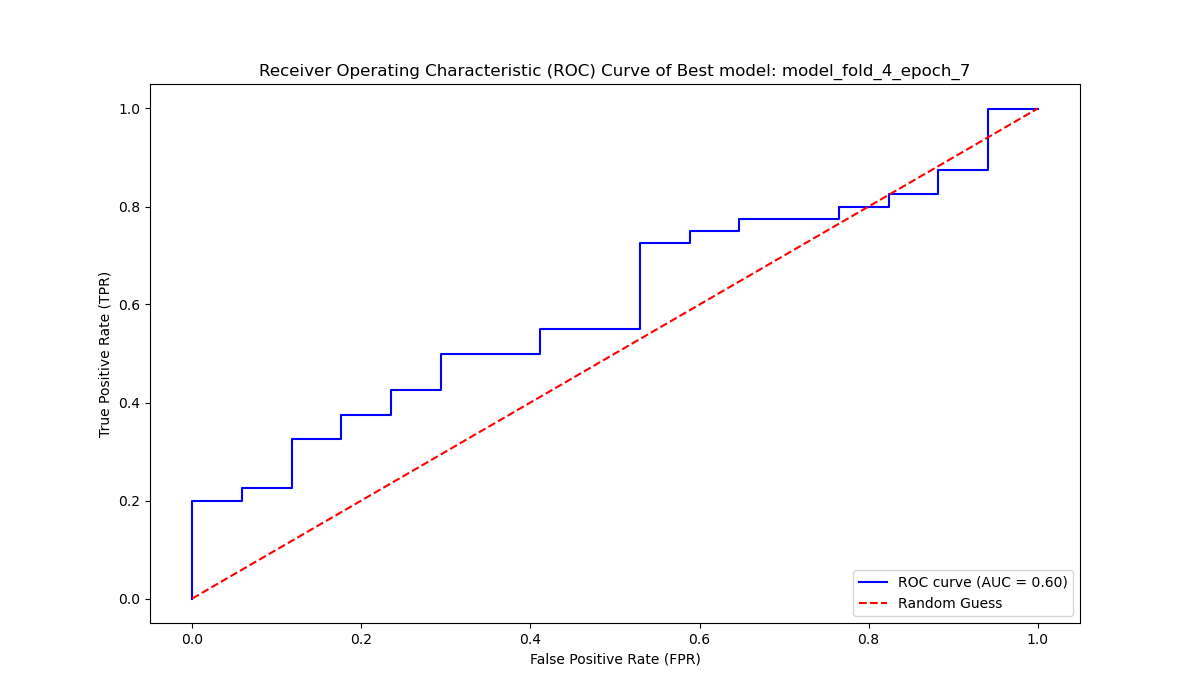 Receiver Operating Characteristic (ROC) Curve of Best model: model_fold_4_epoch_7
True Positive Rate (TPR)
1.0
0.8
0.6
0.4
0.2
0.0
ROC curve (AUC = 0.60)
Random Guess
0.0 0.2 0.4 0.6 0.8 1.0
False Positive Rate (FPR)